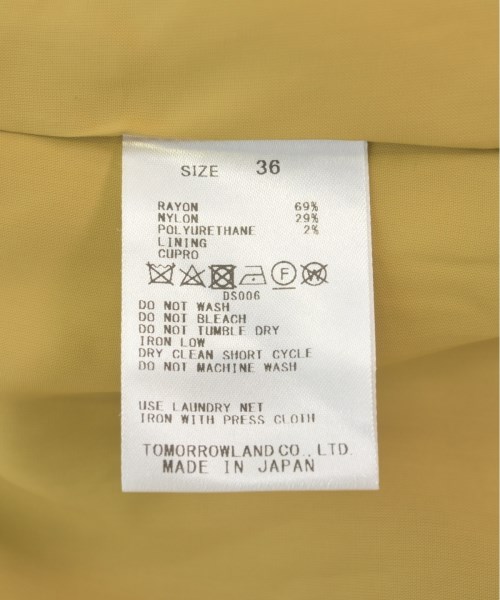 SIZE 36
RAYON 69%
NYLON 29%
POLYURETHANE 2%
LINING
CUPRO
F W
DS006
DO NOT WASH
DO NOT BLEACH
DO NOT TUMBLE DRY
IRON LOW
DRY CLEAN SHORT CYCLE
DO NOT MACHINE WASH
USE LAUNDRY NET
IRON WITH PRESS CLOTH
TOMORROWLAND CO., LTD.
MADE IN JAPAN